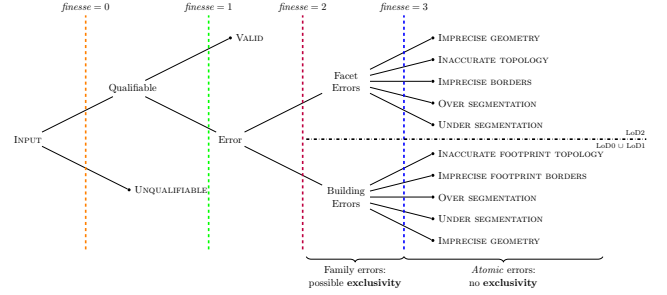 finesse = 0
finesse = 1
finesse = 2
finesse = 3
VALID
IMPRECISE GEOMETRY
INACCURATE TOPOLOGY
Facet
Errors
IMPRECISE BORDERS
Qualifiable
OVER SEGMENTATION
UNDER SEGMENTATION
LoD2
INPUT
Error
LoD0 ∪ LoD1
INACCURATE FOOTPRINT TOPOLOGY
IMPRECISE FOOTPRINT BORDERS
UNQUALIFIABLE
Building
Errors
OVER SEGMENTATION
UNDER SEGMENTATION
IMPRECISE GEOMETRY
Family errors:
possible exclusivity
Atomic errors:
no exclusivity